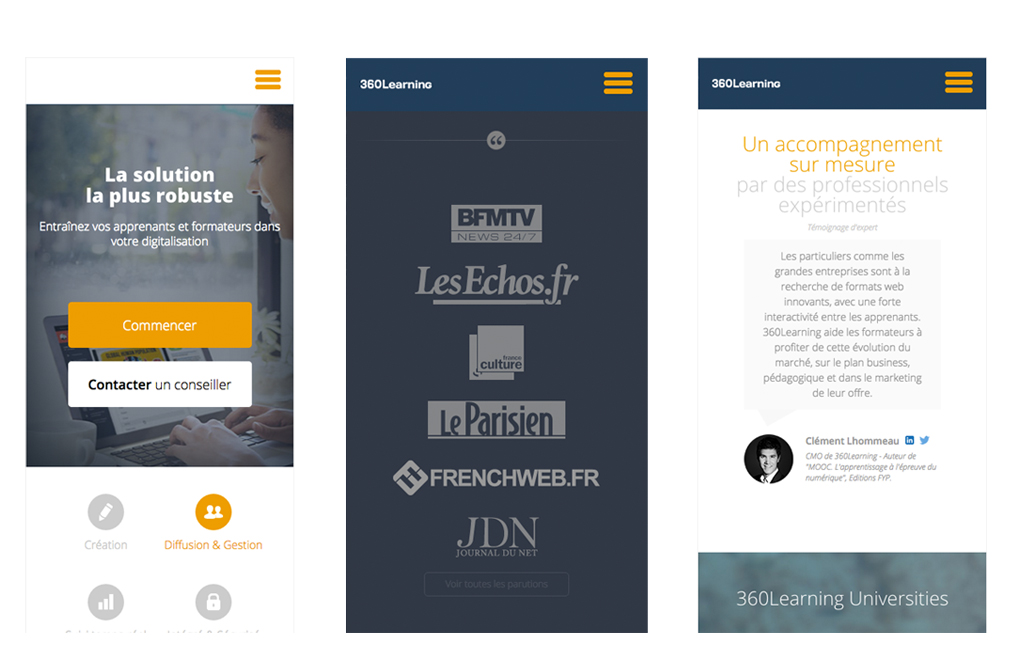 La solution
la plus robuste
Entraînez vos apprenants et formateurs dans
votre digitalisation
Commencer
Contacter un conseiller
Création
Diffusion & Gestion
360Learning
BFMTV
NEWS 24/7
LesEchos.fr
france
culture
Le Parisien
FRENCHWEB.FR
JDN
JOURNAL DU NET
Voir toutes les parutions
360Learning
Un accompagnement
sur mesure
par des professionnels
expérimentés
Témoignage d'expert
Les particuliers comme les
grandes entreprises sont à la
recherche de formats web
innovants, avec une forte
interactivité entre les apprenants.
360Learning aide les formateurs à
profiter de cette évolution du
marché, sur le plan business,
pédagogique et dans le marketing
de leur offre.
Clément Lhommeau
CMO de 360Learning - Auteur de
"MOOC. L'apprentissage à l'épreuve du
numérique", Editions FYP.
360Learning Universities